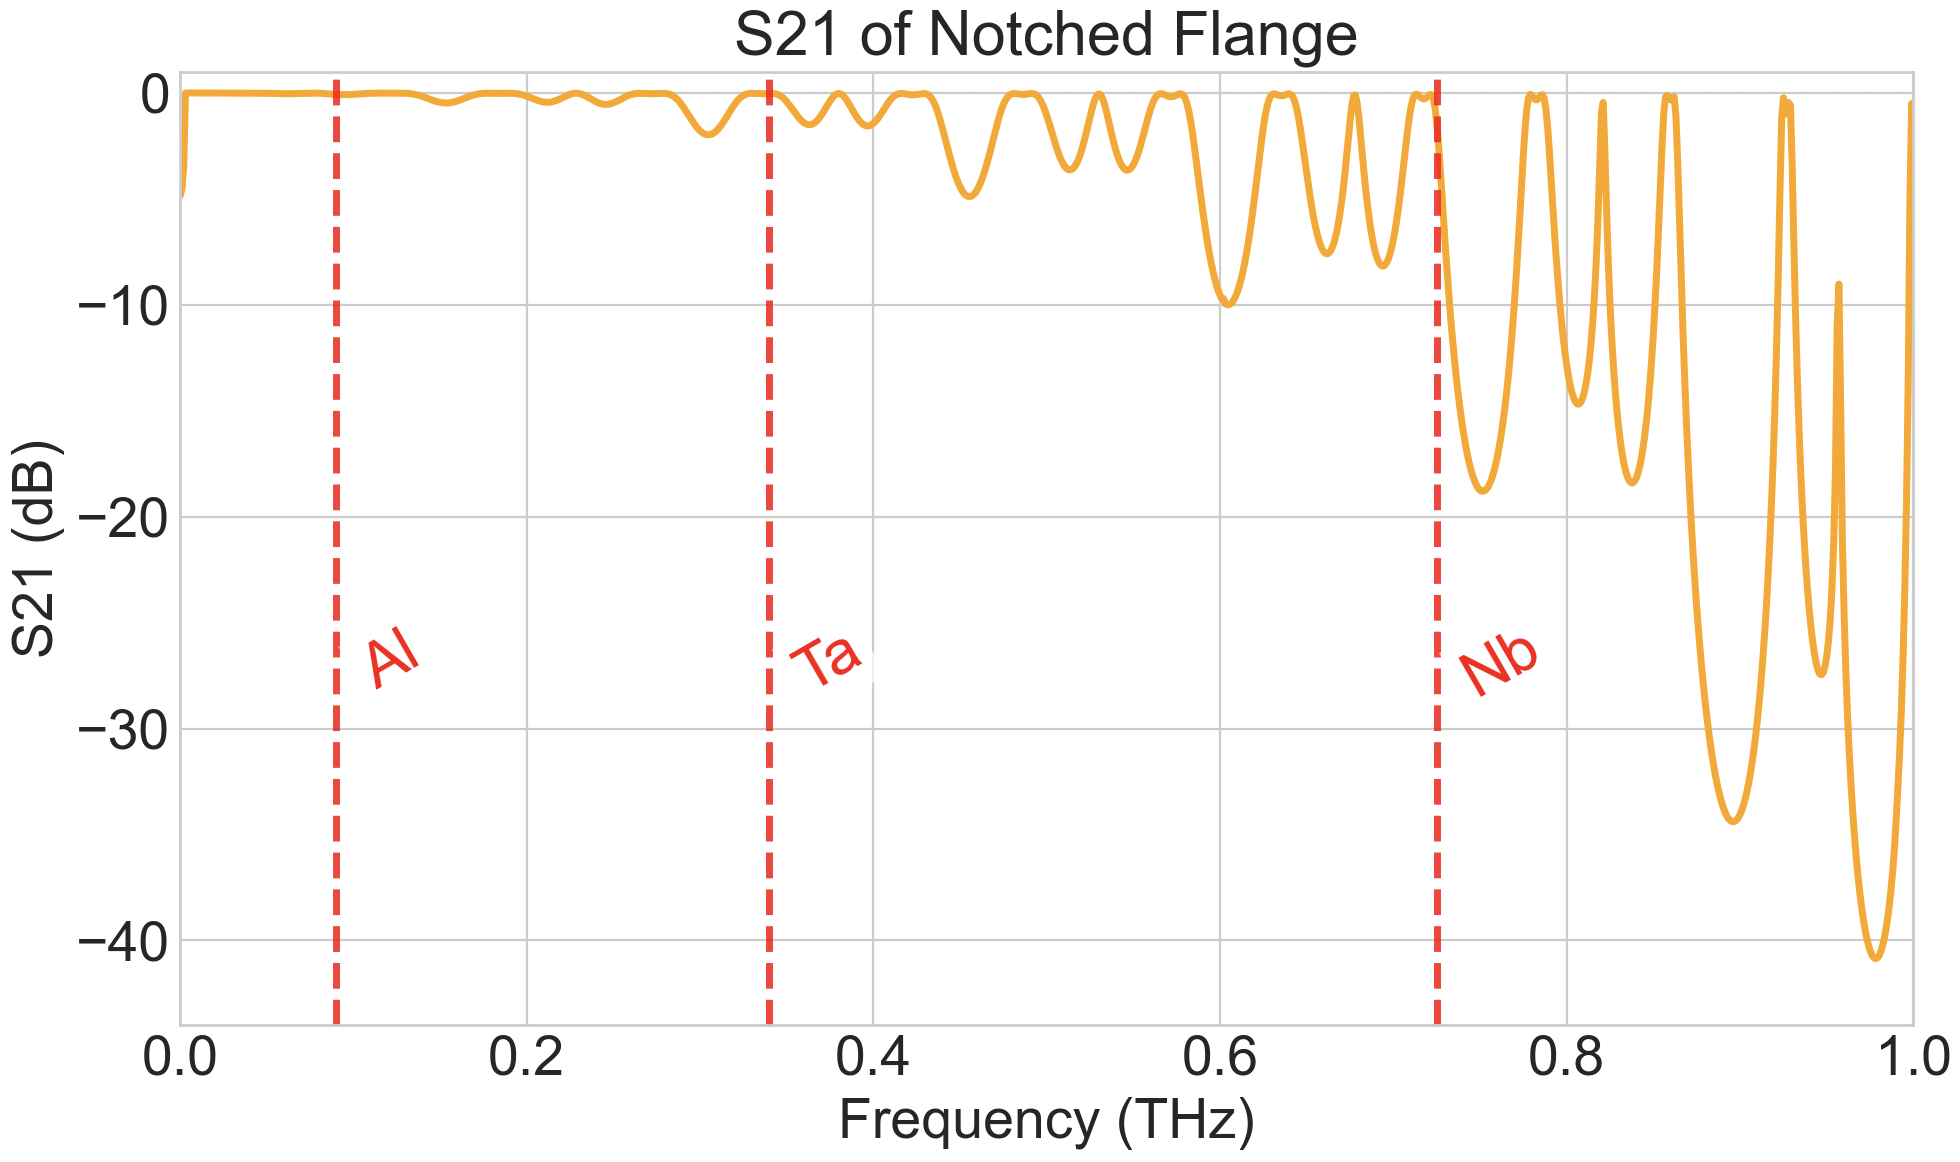 S21 of Notched Flange
0
−10
−20
−30
−40
S21 (dB)
Al
Ta
Nb
0.0
0.2
0.4
0.6
0.8
1.0
Frequency (THz)